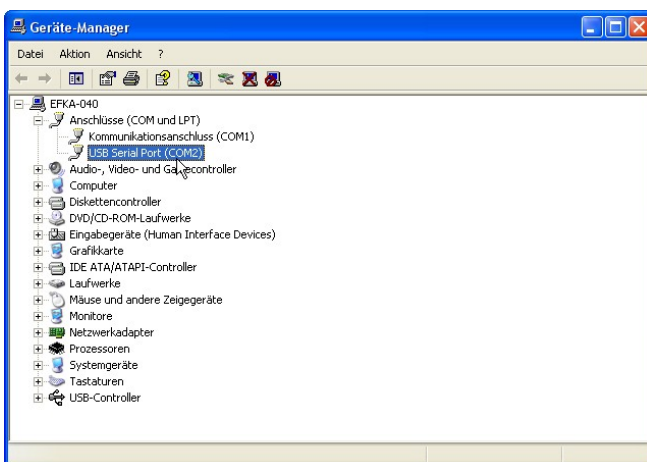 Geräte-Manager
Datei Aktion Ansicht ?
EFKA-040
Anschlüsse (COM und LPT)
Kommunikationsanschluss (COM1)
USB Serial Port (COM2)
Audio-, Video- und Gamecontroller
Computer
Diskettencontroller
DVD/CD-ROM-Laufwerke
Eingabegeräte (Human Interface Devices)
Grafikkarte
IDE ATA/ATAPI-Controller
Laufwerke
Mäuse und andere Zeigegeräte
Monitore
Netzwerkadapter
Prozessoren
Systemgeräte
Tastaturen
USB-Controller